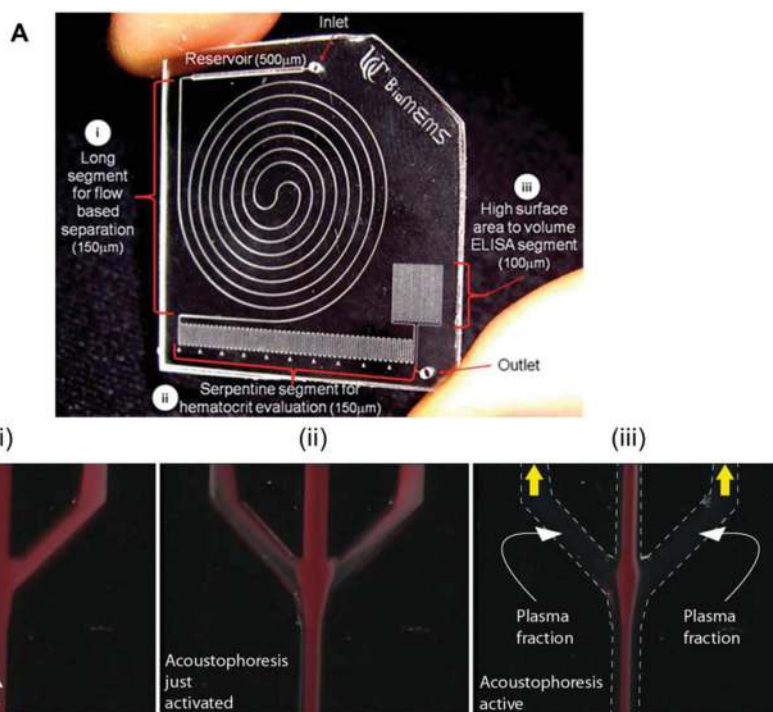 A
Inlet
Reservoir (500μm)
UC BioMEMS
i
Long
segment
for flow
based
separation
(150μm)
iii
High surface
area to volume
ELISA segment
(100μm)
Outlet
ii
Serpentine segment for
hematocrit evaluation (150μm)
i)
(ii)
(iii)
Acoustophoresis
just
activated
Plasma
fraction
Plasma
fraction
Acoustophoresis
active